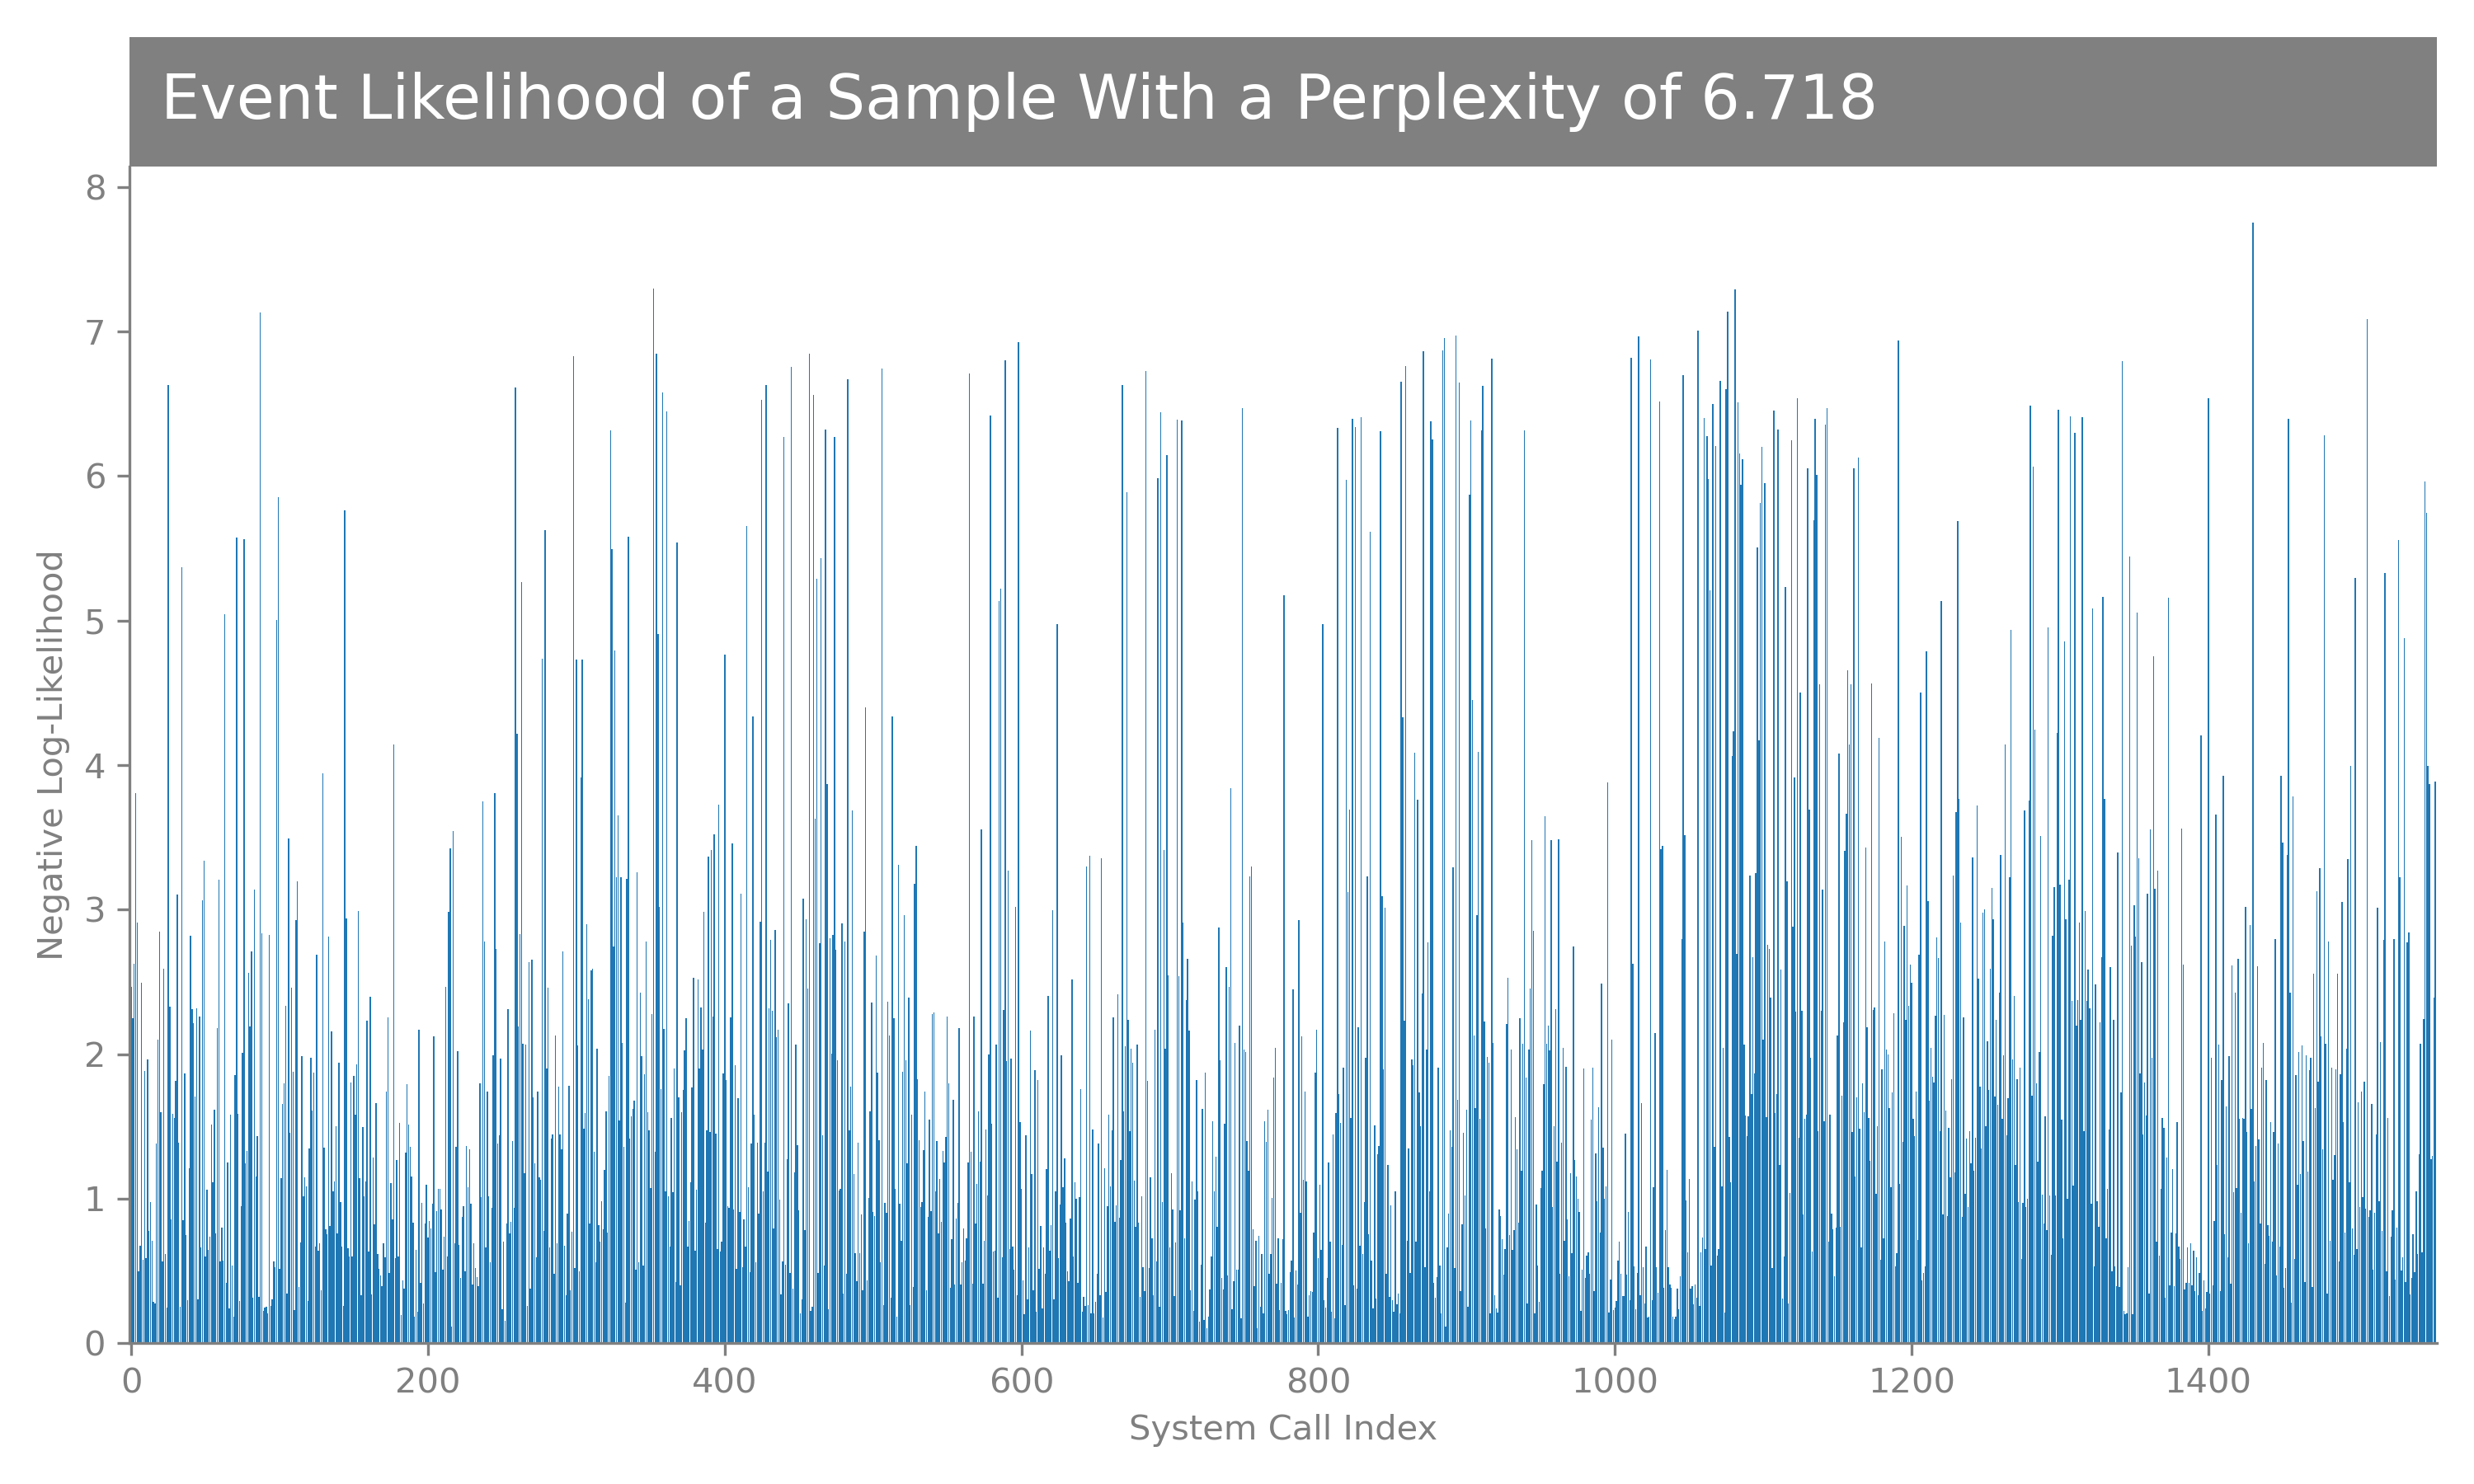 Event Likelihood of a Sample With a Perplexity of 6.718
8
7
6
5
4
3
2
1
0
Negative Log-Likelihood
0 200 400 600 800 1000 1200 1400
System Call Index